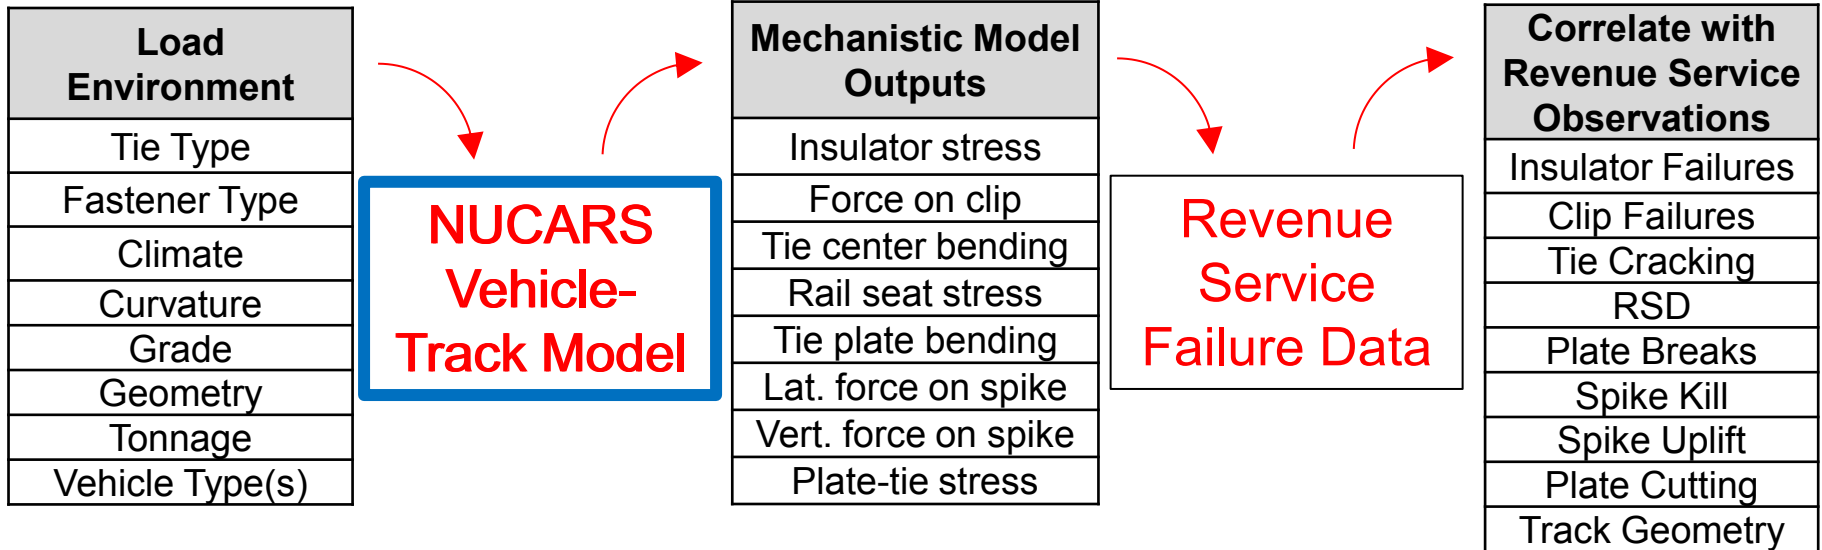 Load
Environment
Tie Type
Fastener Type
Climate
Curvature
Grade
Geometry
Tonnage
Vehicle Type(s)
NUCARS
Vehicle-
Track Model
Mechanistic Model
Outputs
Insulator stress
Force on clip
Tie center bending
Rail seat stress
Tie plate bending
Lat. force on spike
Vert. force on spike
Plate-tie stress
Revenue
Service
Failure Data
Correlate with
Revenue Service
Observations
Insulator Failures
Clip Failures
Tie Cracking
RSD
Plate Breaks
Spike Kill
Spike Uplift
Plate Cutting
Track Geometry